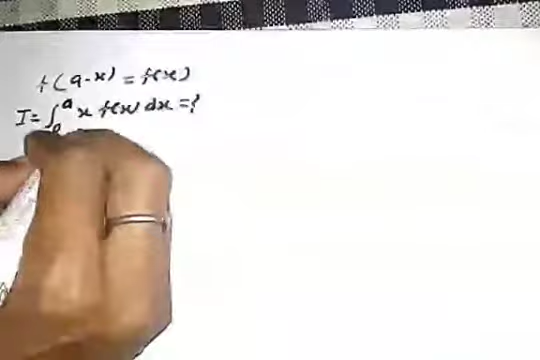 f(a-x) = f(x)
I = ∫₀ᵃ x f(x) dx = ?